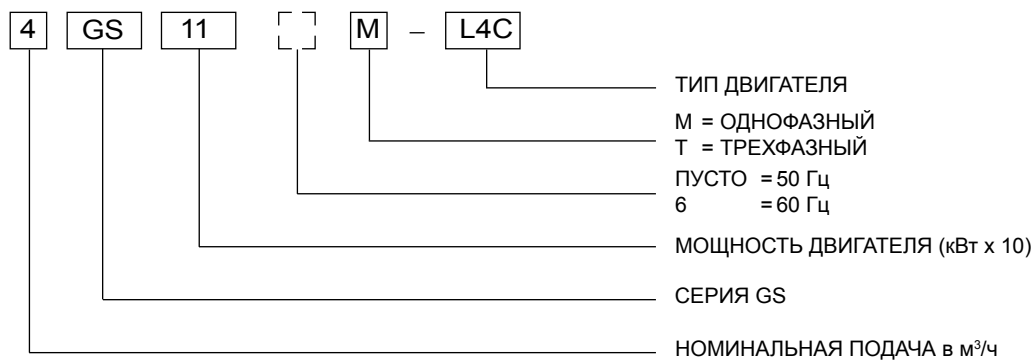 4 GS 11 M – L4C
ТИП ДВИГАТЕЛЯ
М = ОДНОФАЗНЫЙ
Т = ТРЕХФАЗНЫЙ
ПУСТО = 50 Гц
6 = 60 Гц
МОЩНОСТЬ ДВИГАТЕЛЯ (кВт x 10)
СЕРИЯ GS
НОМИНАЛЬНАЯ ПОДАЧА в м³/ч